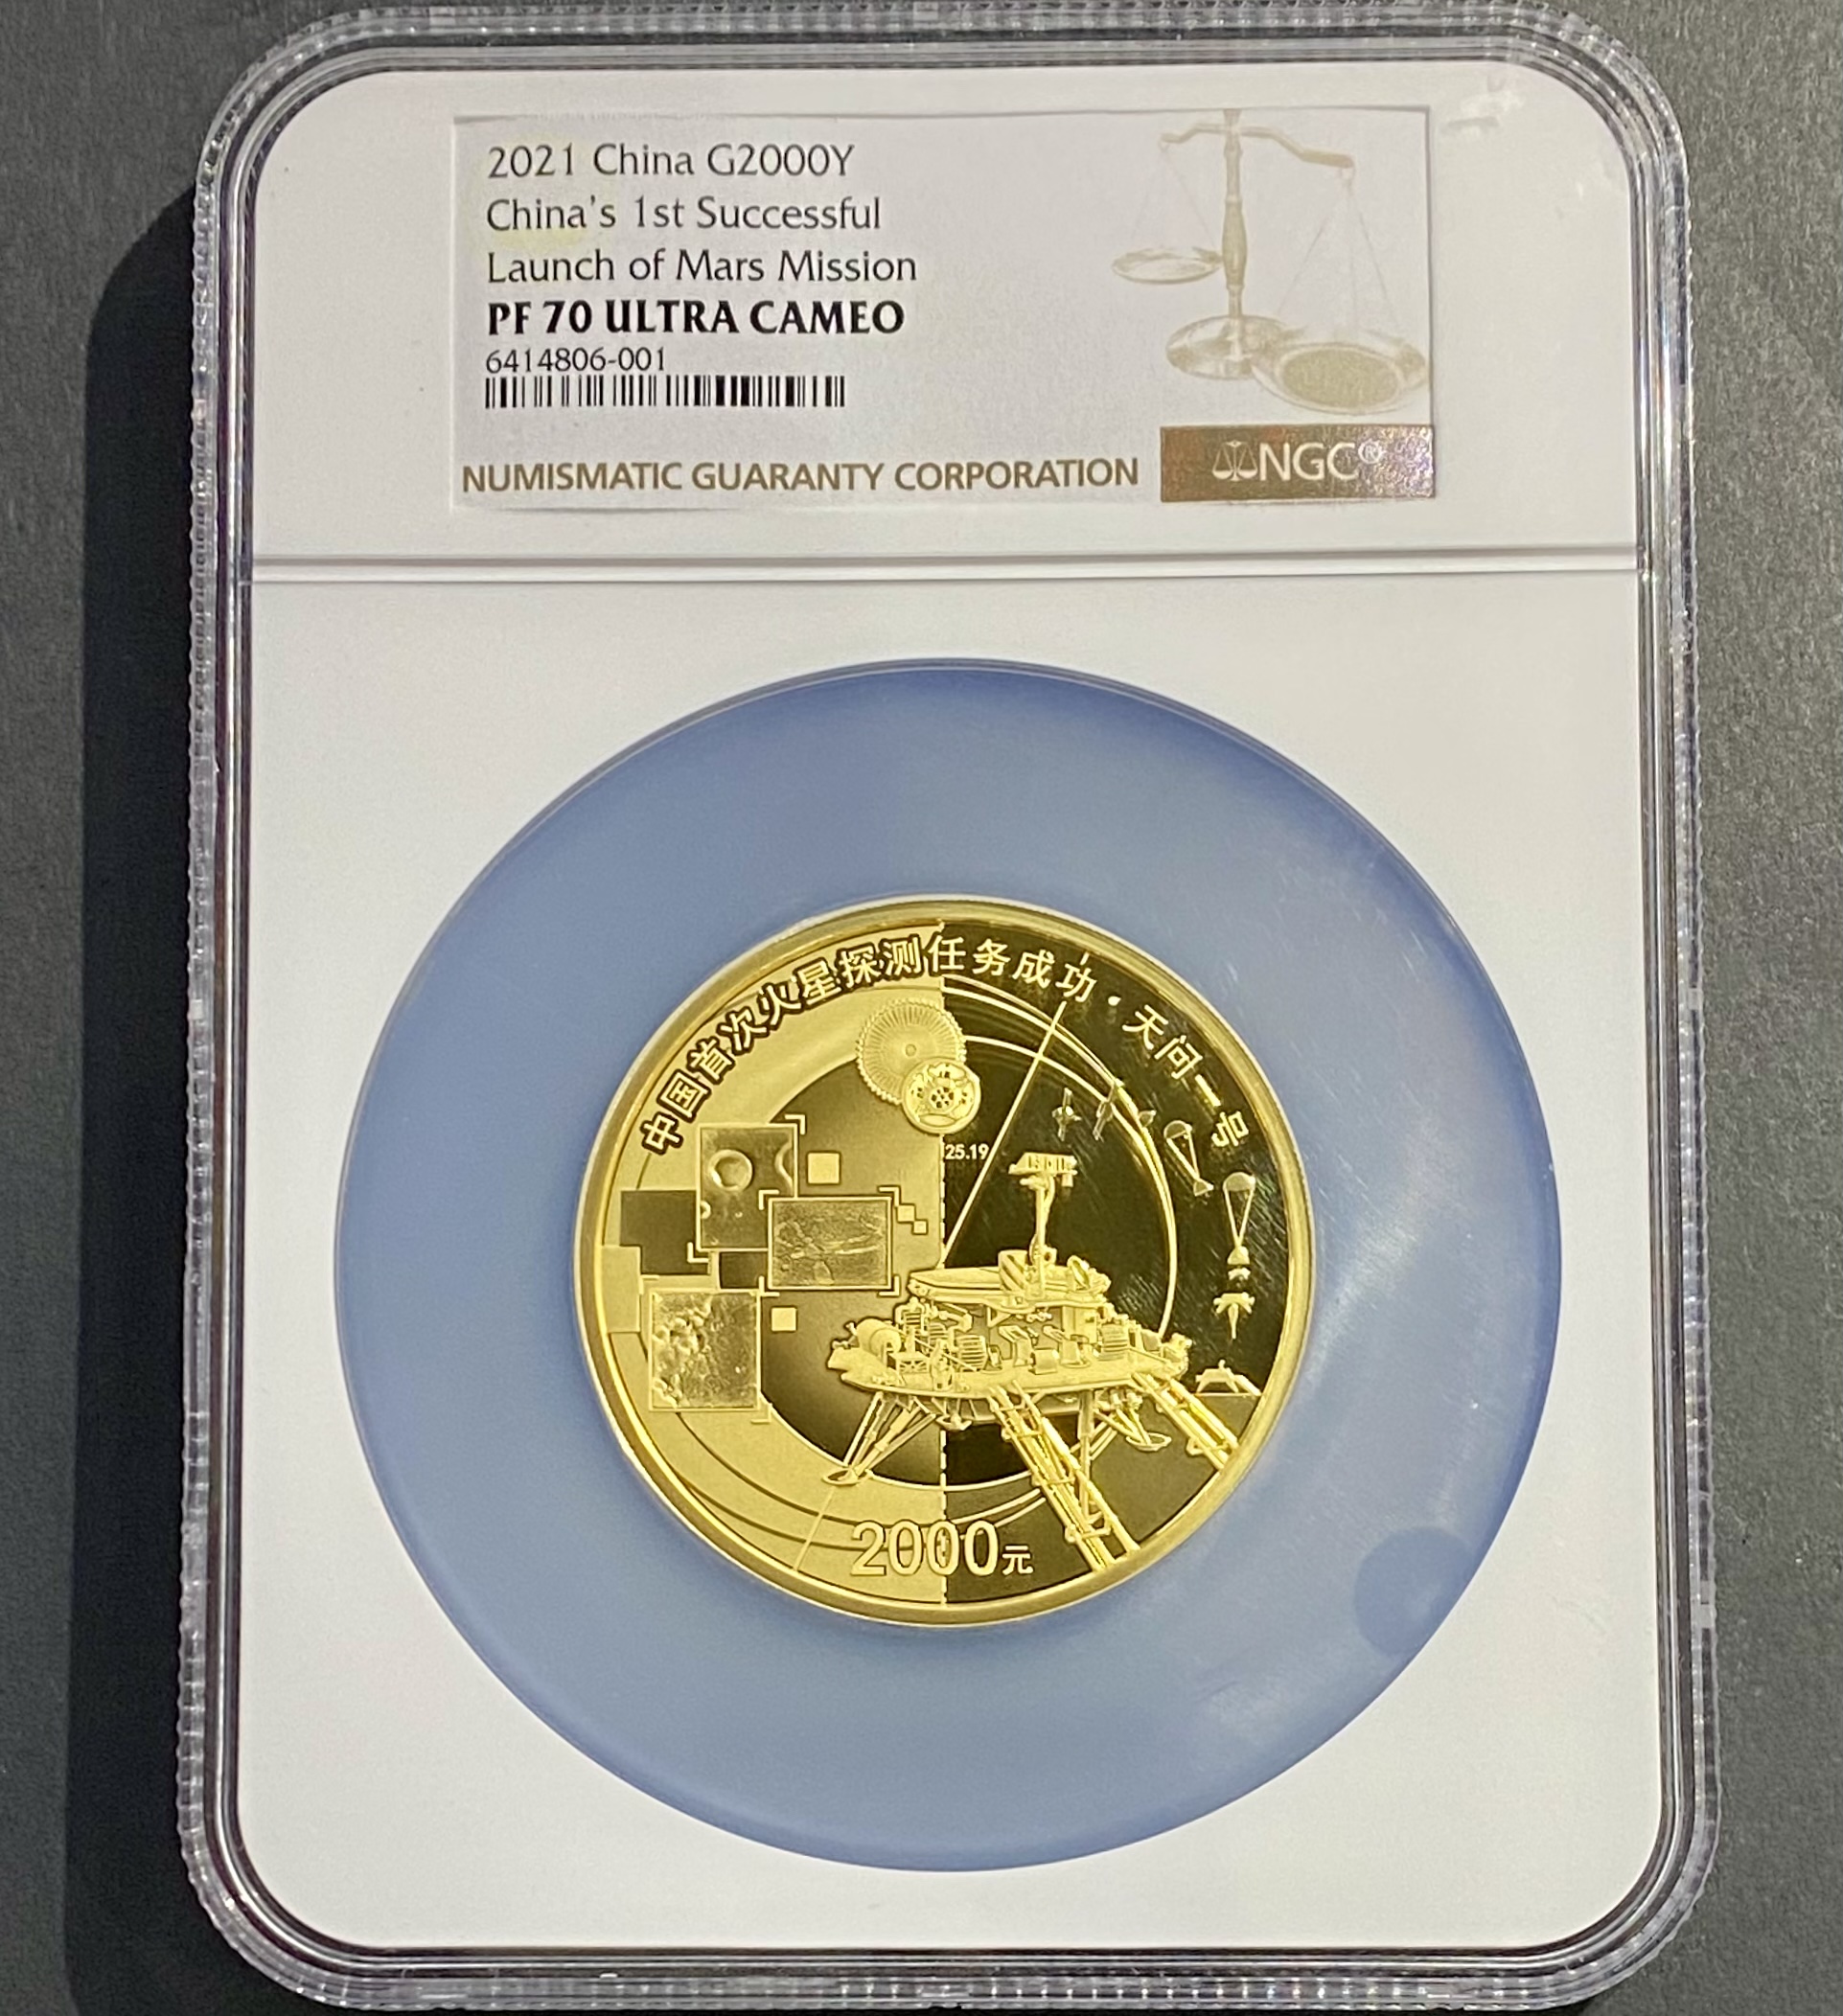 2021 China G2000Y
China's 1st Successful
Launch of Mars Mission
PF 70 ULTRA CAMEO
6414806-001
NUMISMATIC GUARANTY CORPORATION
NGC®
中国首次火星探测任务成功·天问一号
25.19
2000元